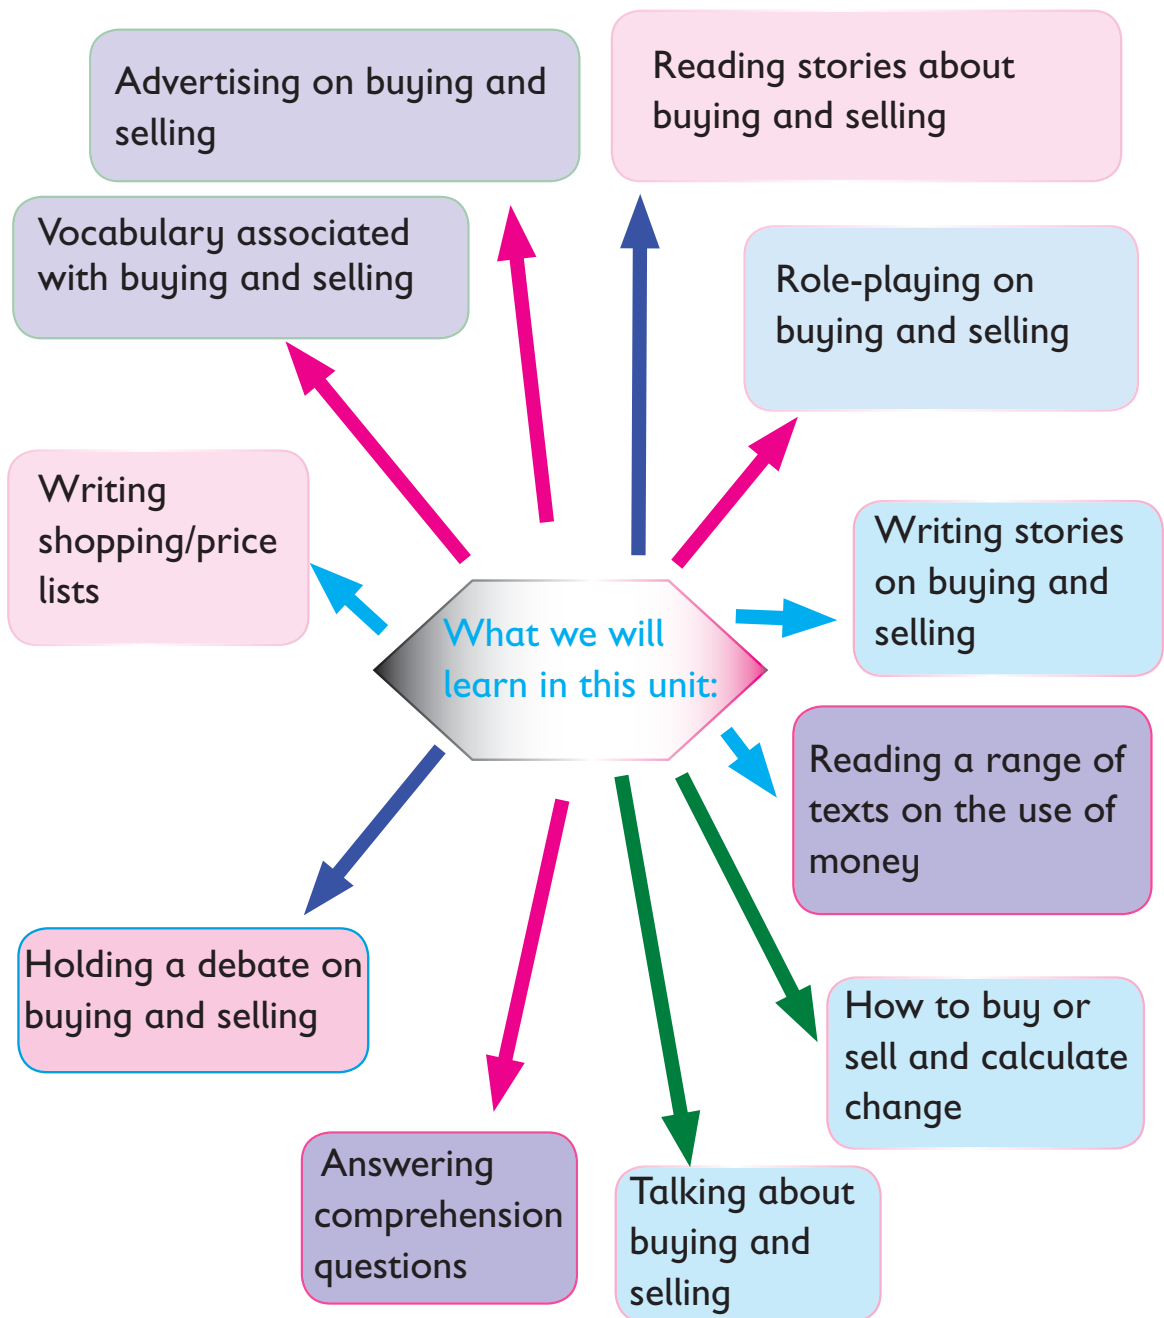 Advertising on buying and
selling
Reading stories about
buying and selling
Vocabulary associated
with buying and selling
Role-playing on
buying and selling
Writing
shopping/price
lists
Writing stories
on buying and
selling
What we will
learn in this unit:
Reading a range of
texts on the use of
money
Holding a debate on
buying and selling
How to buy or
sell and calculate
change
Answering
comprehension
questions
Talking about
buying and
selling